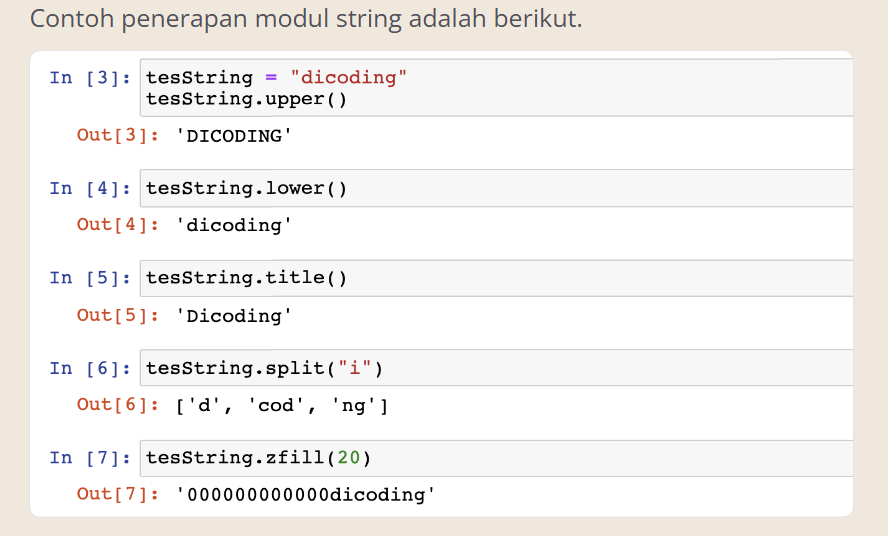 Contoh penerapan modul string adalah berikut.
In [3]: tesString = "dicoding"
tesString.upper()
Out[3]: 'DICODING'
In [4]: tesString.lower()
Out[4]: 'dicoding'
In [5]: tesString.title()
Out[5]: 'Dicoding'
In [6]: tesString.split("i")
Out[6]: ['d', 'cod', 'ng']
In [7]: tesString.zfill(20)
Out[7]: '000000000000dicoding'